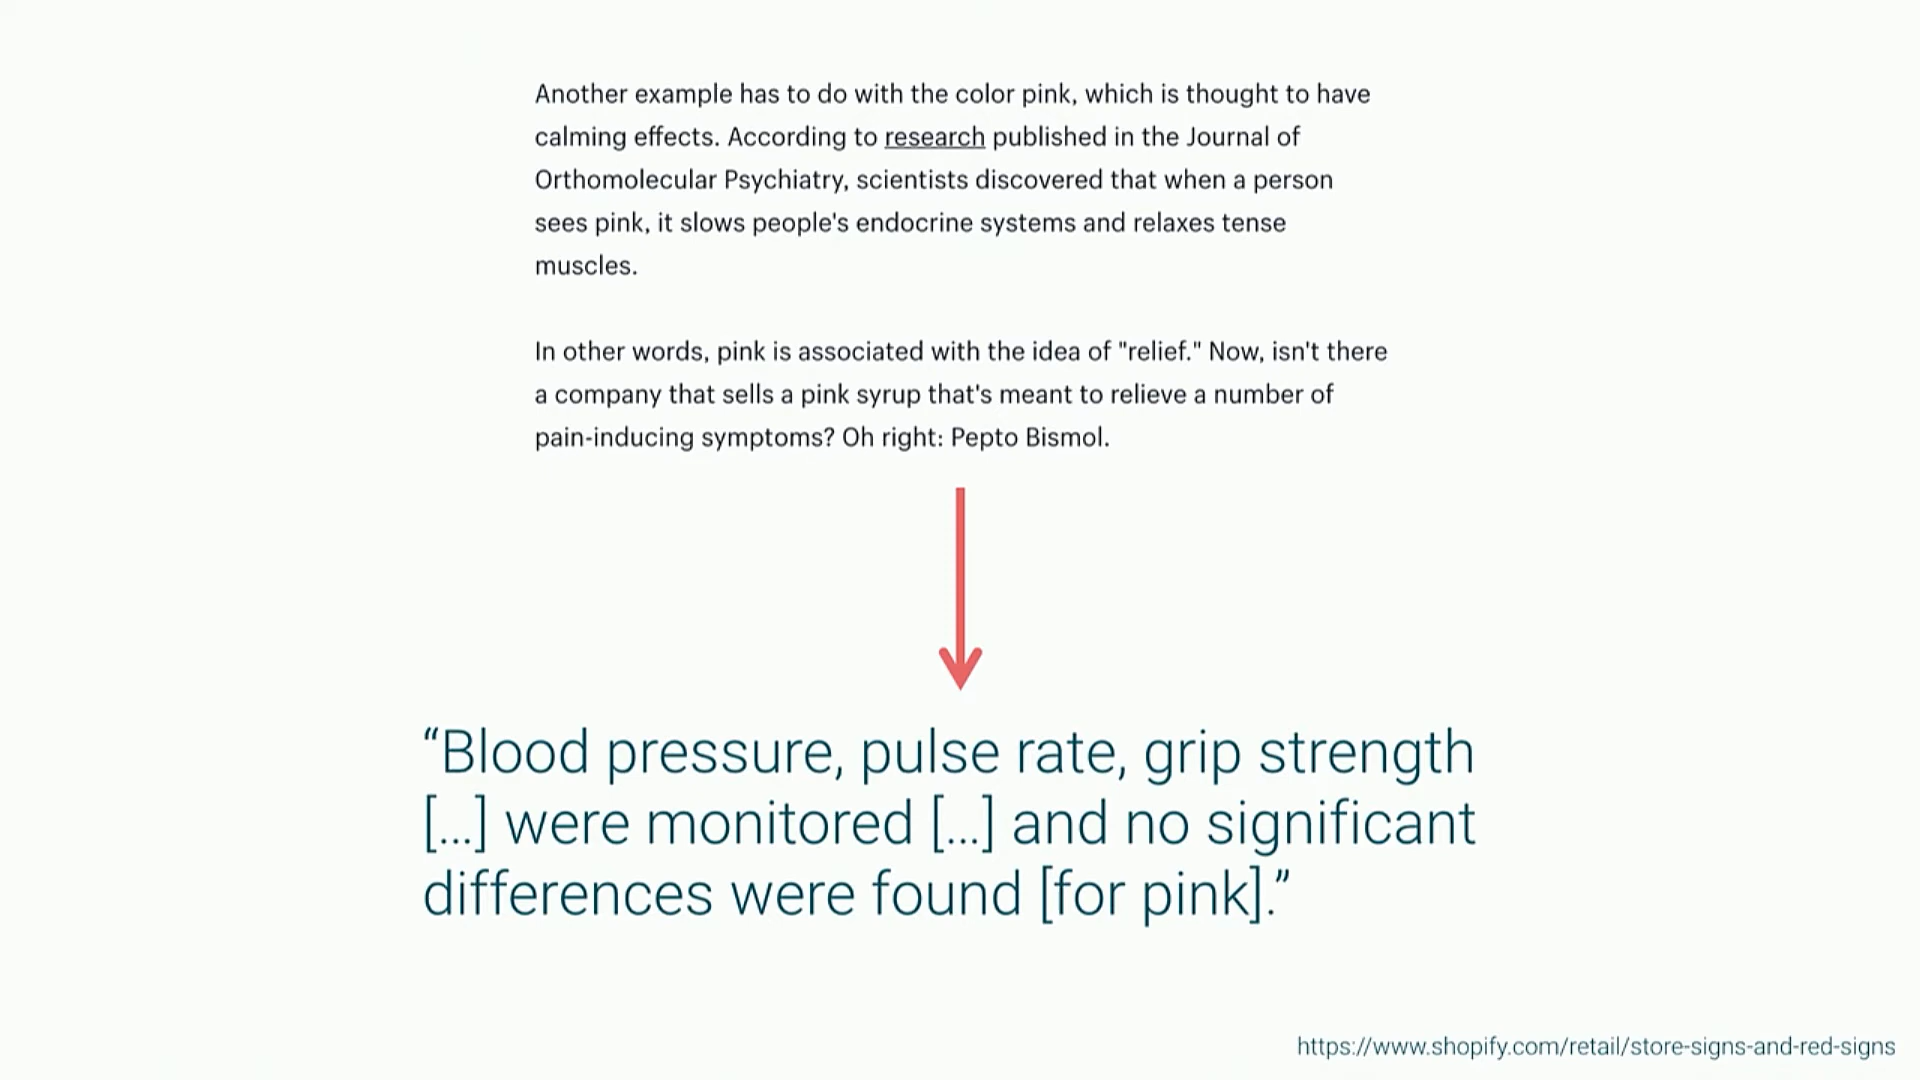 Another example has to do with the color pink, which is thought to have
calming effects. According to research published in the Journal of
Orthomolecular Psychiatry, scientists discovered that when a person
sees pink, it slows people's endocrine systems and relaxes tense
muscles.
In other words, pink is associated with the idea of "relief." Now, isn't there
a company that sells a pink syrup that's meant to relieve a number of
pain-inducing symptoms? Oh right: Pepto Bismol.
“Blood pressure, pulse rate, grip strength
[...] were monitored [...] and no significant
differences were found [for pink].”
https://www.shopify.com/retail/store-signs-and-red-signs